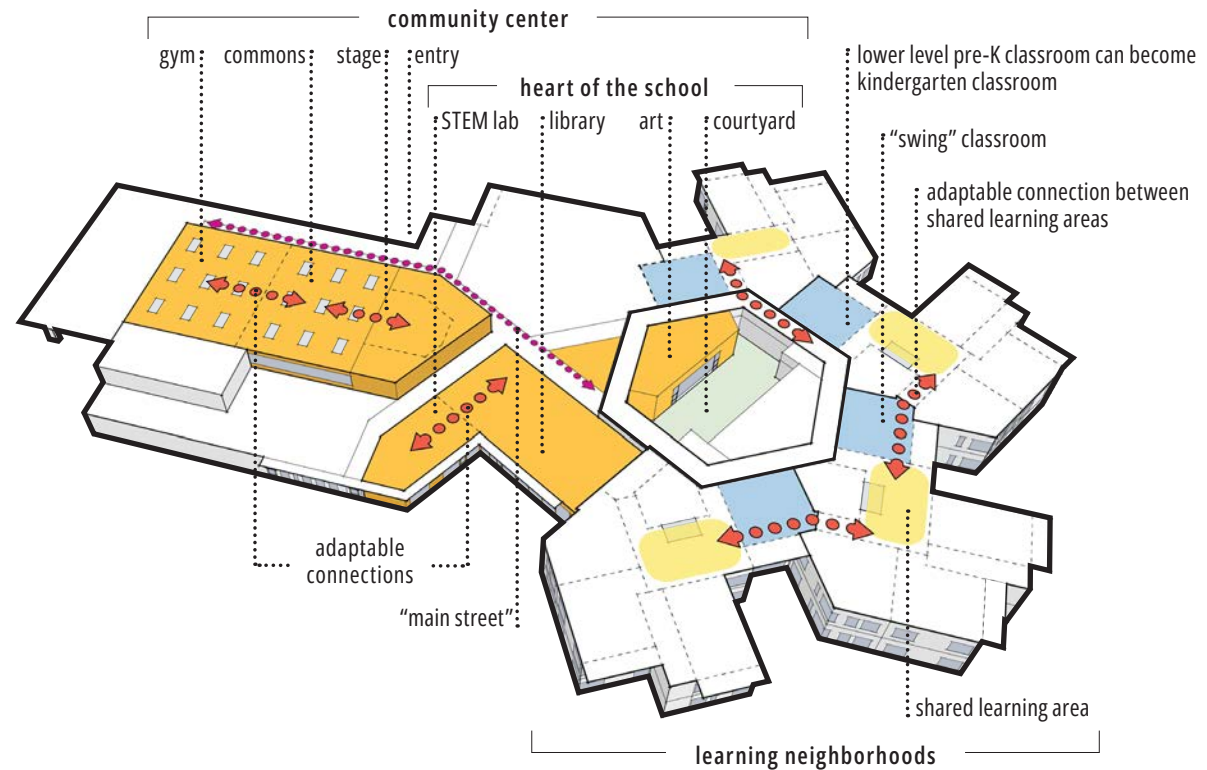 community center
gym
commons
stage
entry
heart of the school
STEM lab
library
art
courtyard
lower level pre-K classroom can become
kindergarten classroom
“swing” classroom
adaptable connection between
shared learning areas
adaptable
connections
“main street”
shared learning area
learning neighborhoods